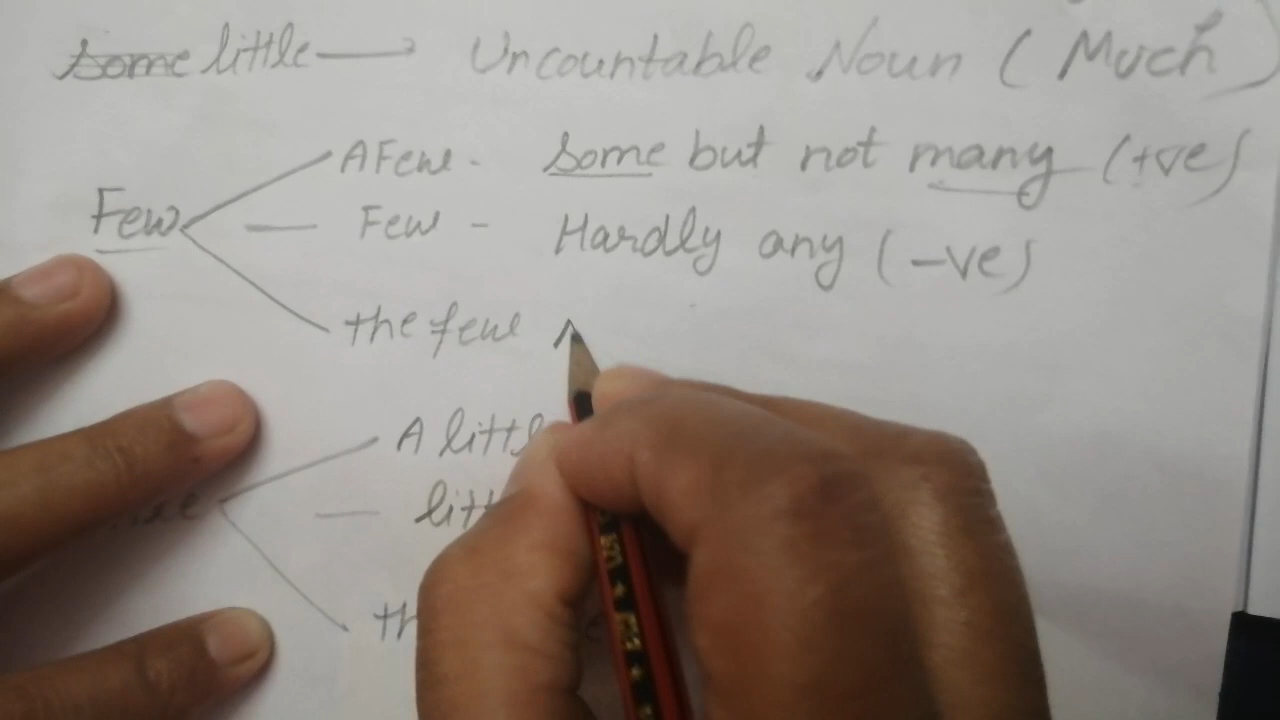 some little → Uncountable Noun (Much)
A Few - Some but not many (+ve)
Few — Few - Hardly any (-ve)
the few
A littl
— litt
th